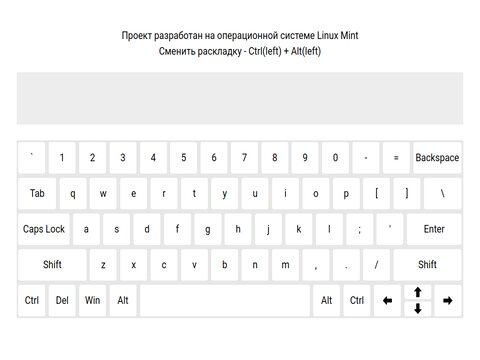 Проект разработан на операционной системе Linux Mint
Сменить раскладку - Ctrl(left) + Alt(left)
` 1 2 3 4 5 6 7 8 9 0 - = Backspace
Tab q w e r t y u i o p [ ] \
Caps Lock a s d f g h j k l ; ' Enter
Shift z x c v b n m , . / Shift
Ctrl Del Win Alt Alt Ctrl 🡄 🡅 🡇 🡆